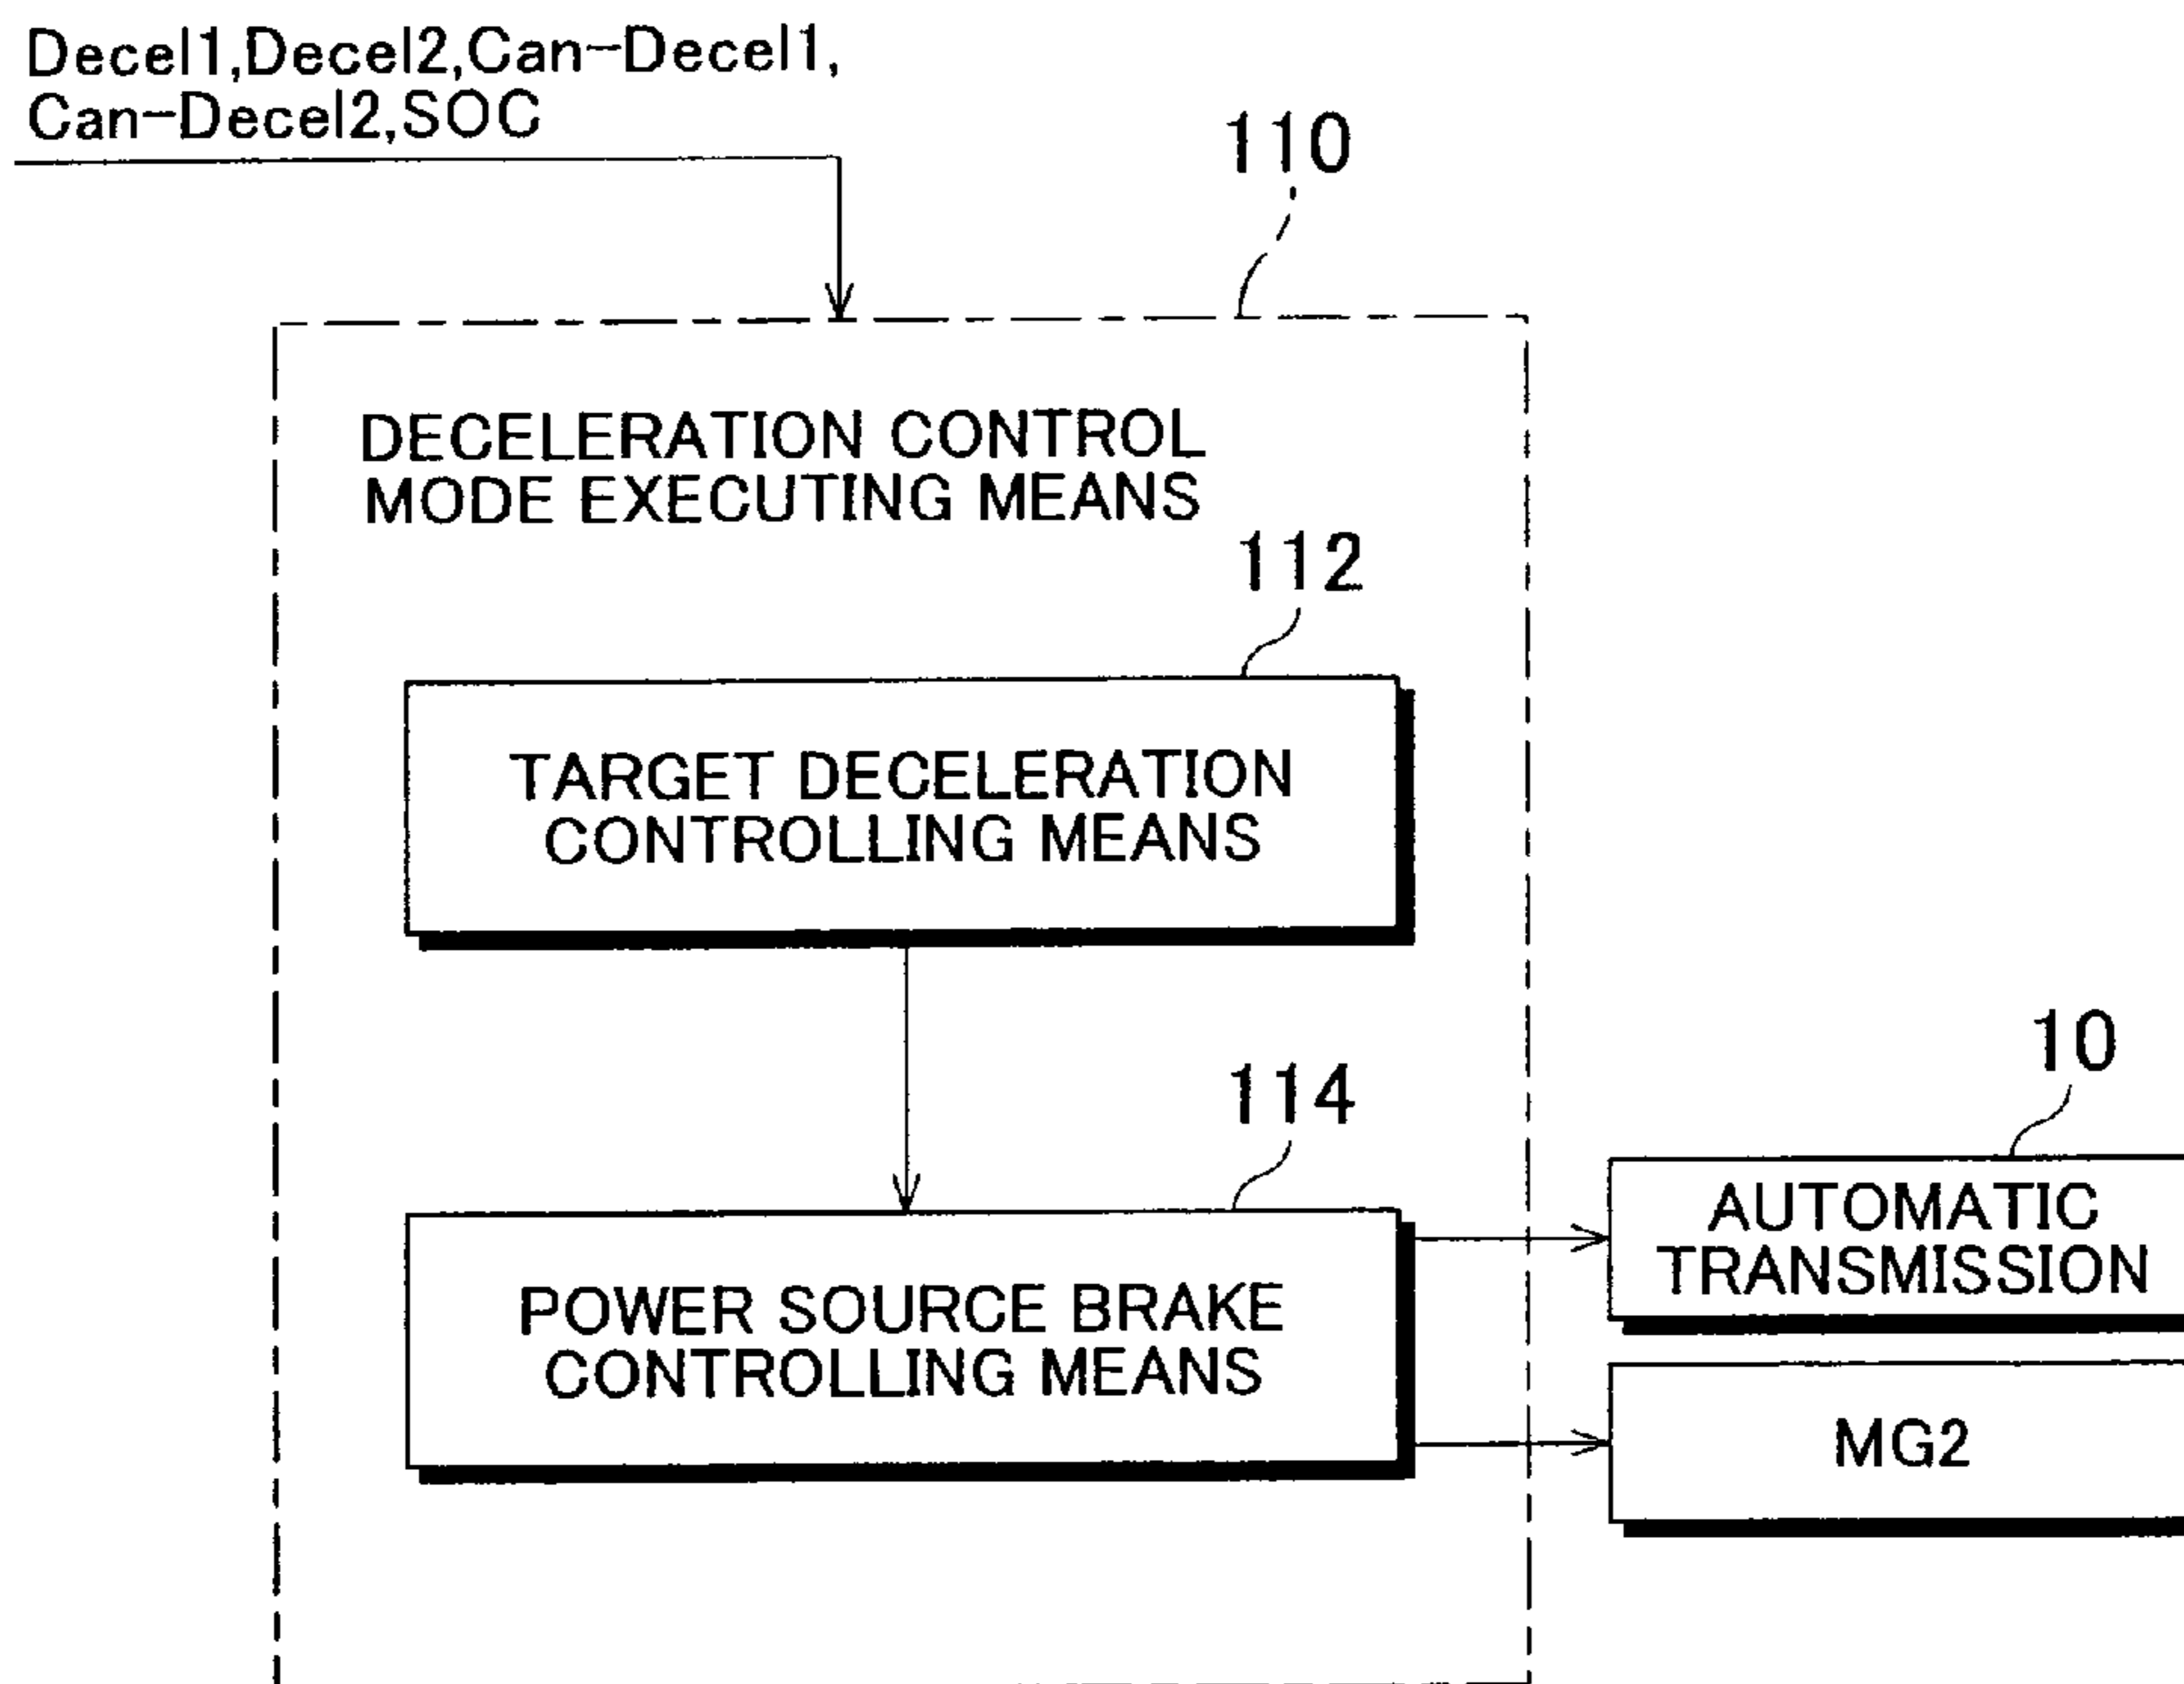 Decel1,Decel2,Can-Decel1,
Can-Decel2,SOC
110
DECELERATION CONTROL
MODE EXECUTING MEANS
112
TARGET DECELERATION
CONTROLLING MEANS
114
POWER SOURCE BRAKE
CONTROLLING MEANS
10
AUTOMATIC
TRANSMISSION
MG2